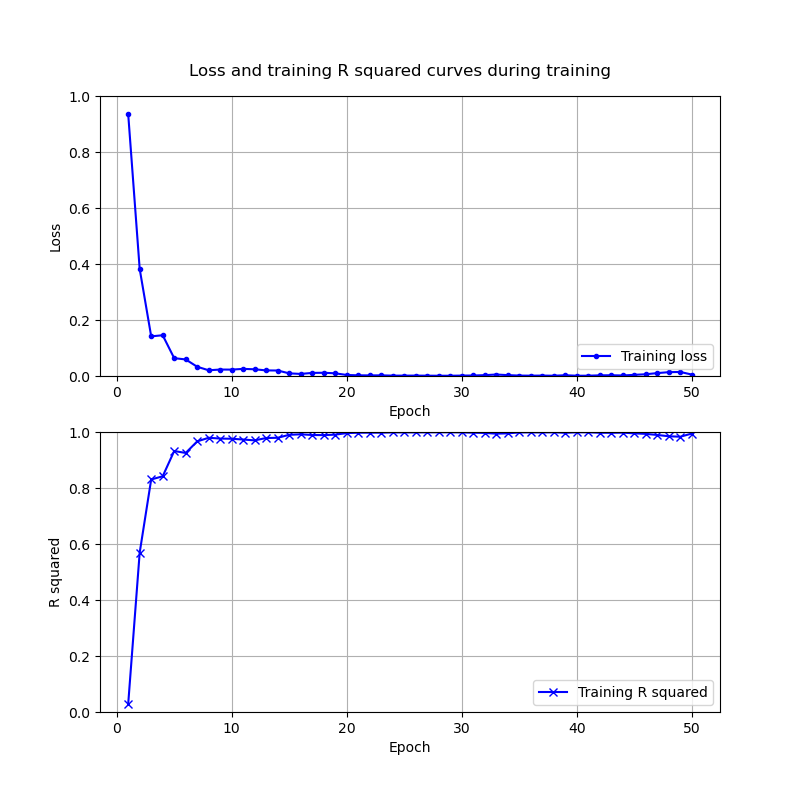 Loss and training R squared curves during training
1.0
0.8
0.6
0.4
0.2
0.0
Loss
Training loss
0 10 20 30 40 50
Epoch
1.0
0.8
0.6
0.4
0.2
0.0
R squared
Training R squared
0 10 20 30 40 50
Epoch